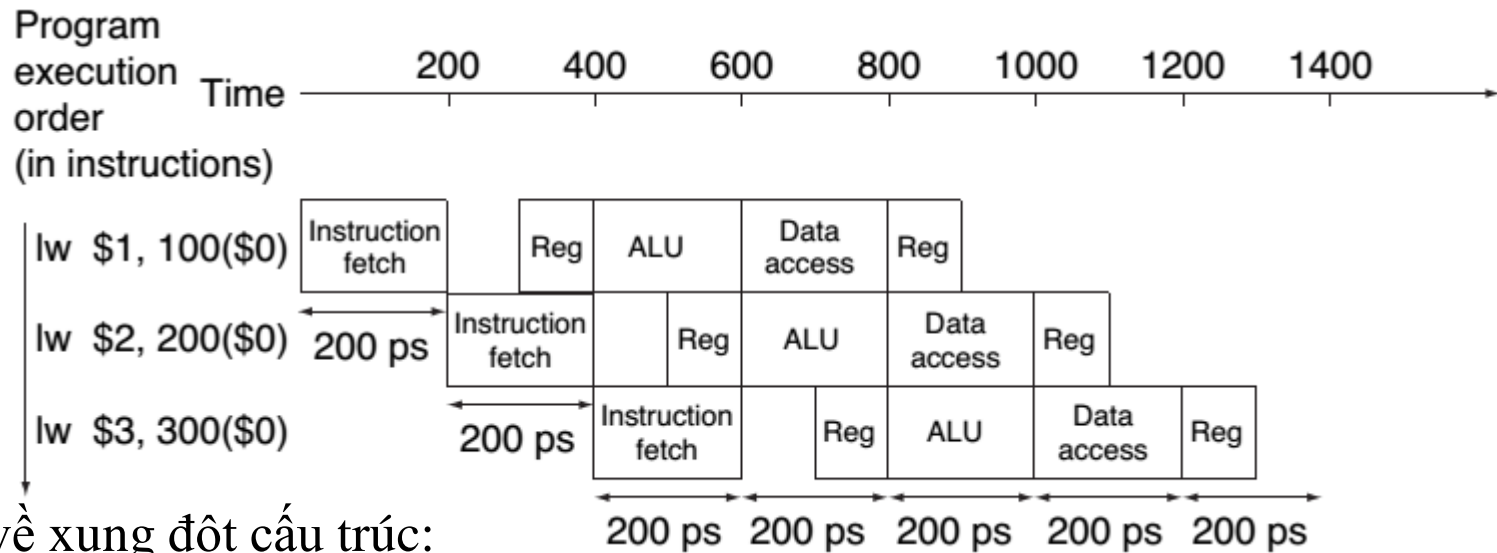 Program
execution
order
(in instructions)
Time 200 400 600 800 1000 1200 1400
lw $1, 100($0) Instruction fetch Reg ALU Data access Reg
200 ps
lw $2, 200($0) Instruction fetch Reg ALU Data access Reg
200 ps
lw $3, 300($0) Instruction fetch Reg ALU Data access Reg
200 ps 200 ps 200 ps 200 ps 200 ps
về xung đột cấu trúc: